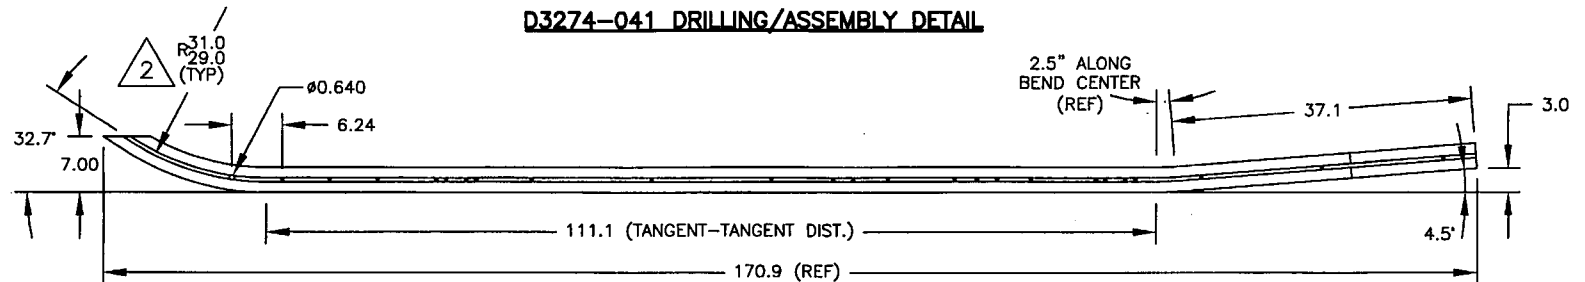 D3274-041 DRILLING/ASSEMBLY DETAIL
2
R31.0
29.0
(TYP)
ø0.640
6.24
2.5" ALONG
BEND CENTER
(REF)
37.1
3.0
32.7°
7.00
111.1 (TANGENT-TANGENT DIST.)
4.5°
170.9 (REF)